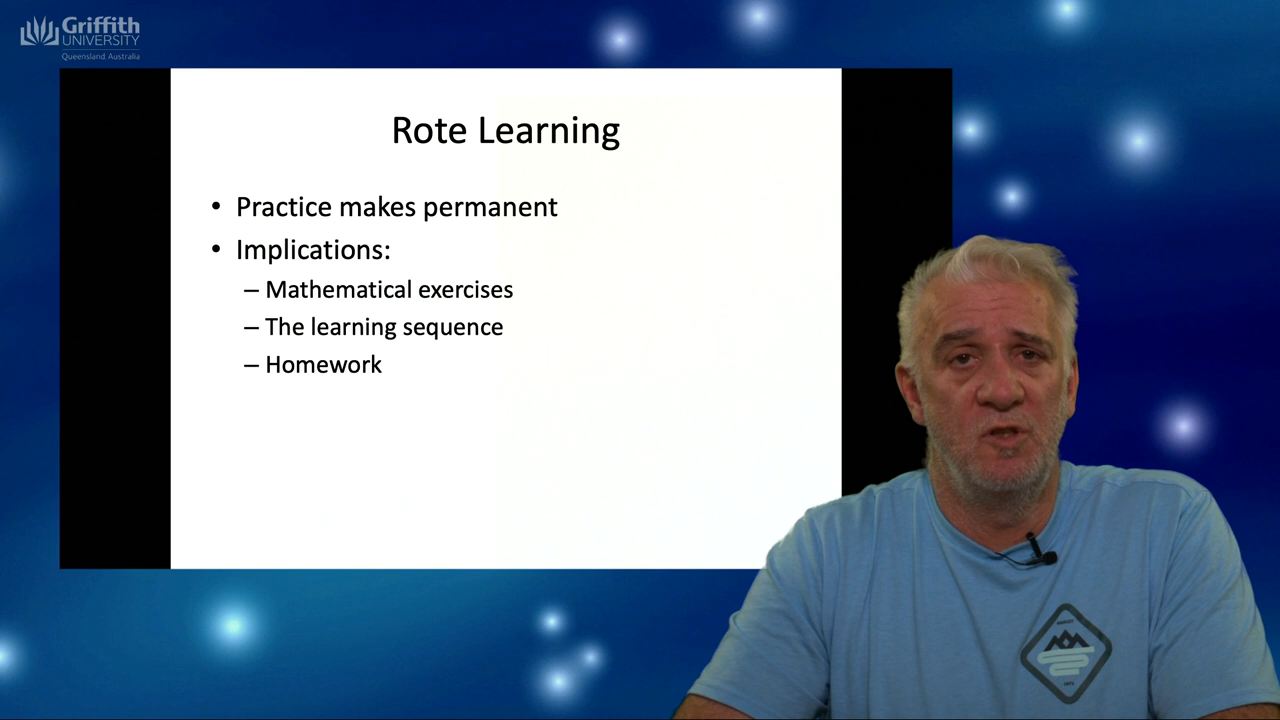 Griffith
UNIVERSITY
Queensland Australia
Rote Learning
• Practice makes permanent
• Implications:
– Mathematical exercises
– The learning sequence
– Homework